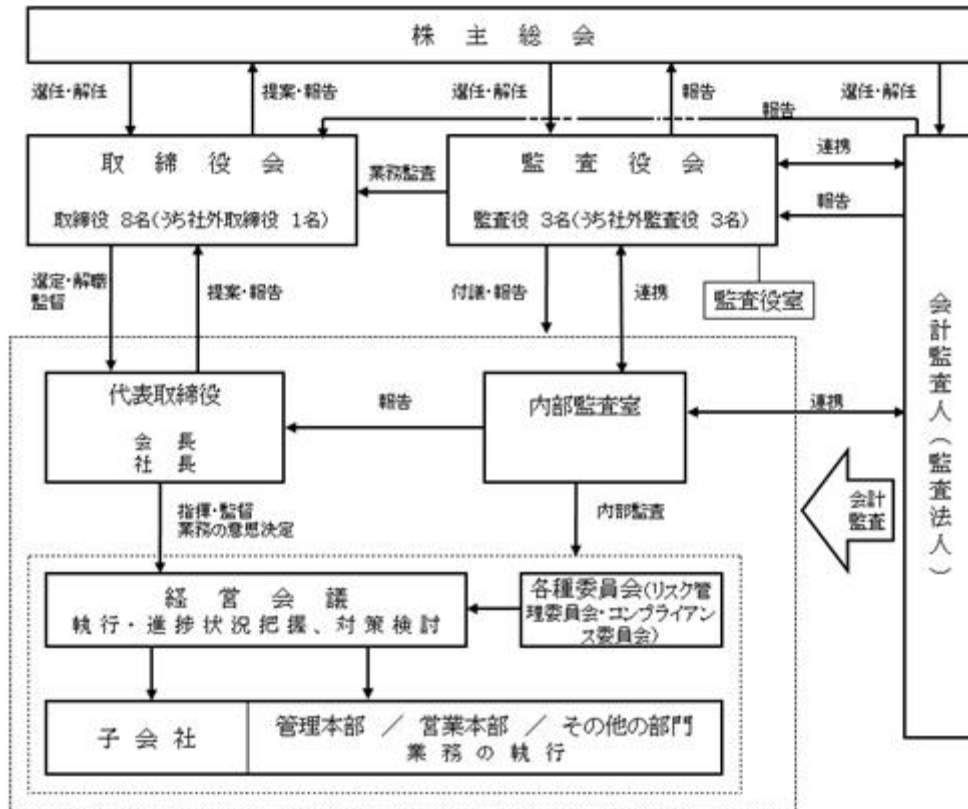 株主総会
選任・解任
提案・報告
選任・解任
報告
選任・解任
報告
取締役会
取締役 8名(うち社外取締役 1名)
業務監査
監査役会
監査役 3名(うち社外監査役 3名)
連携
報告
選定・解職
監督
提案・報告
付議・報告
連携
監査役室
会計監査人(監査法人)
代表取締役
会長
社長
報告
内部監査室
連携
会計
監査
指揮・監督
業務の意思決定
内部監査
経営会議
執行・進捗状況把握、対策検討
各種委員会(リスク管
理委員会・コンプライアン
ス委員会)
子会社
管理本部 / 営業本部 / その他の部門
業務の執行